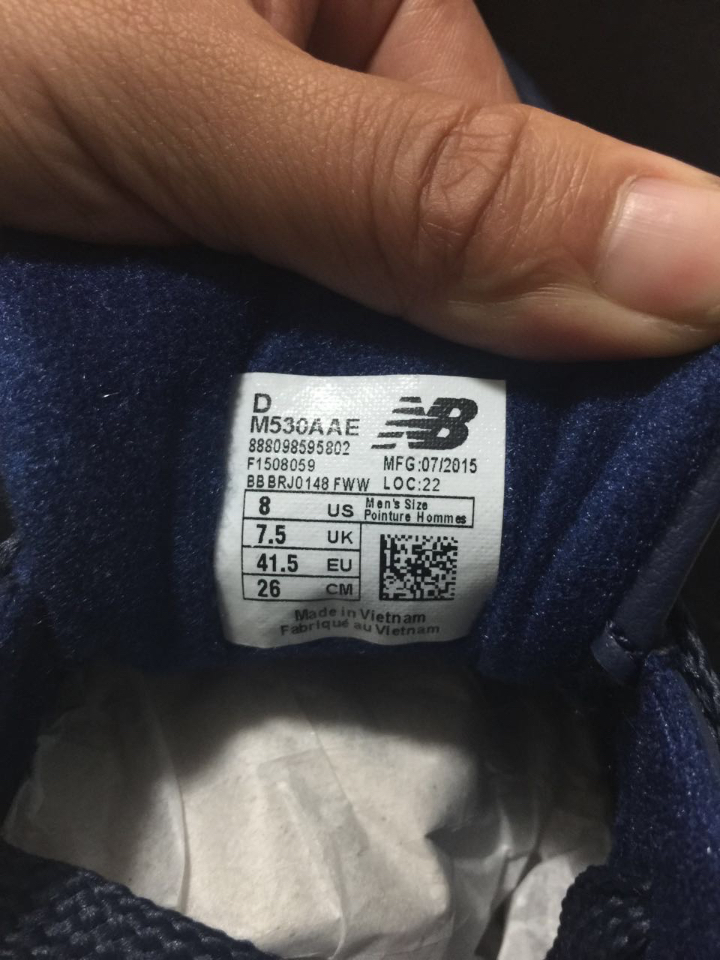 D
M530AAE NB
888098595802
F1508059 MFG:07/2015
BBBRJ0148 FWW LOC:22
8 US Men's Size
Pointure Hommes
7.5 UK
41.5 EU
26 CM
Made in Vietnam
Fabriqué au Vietnam